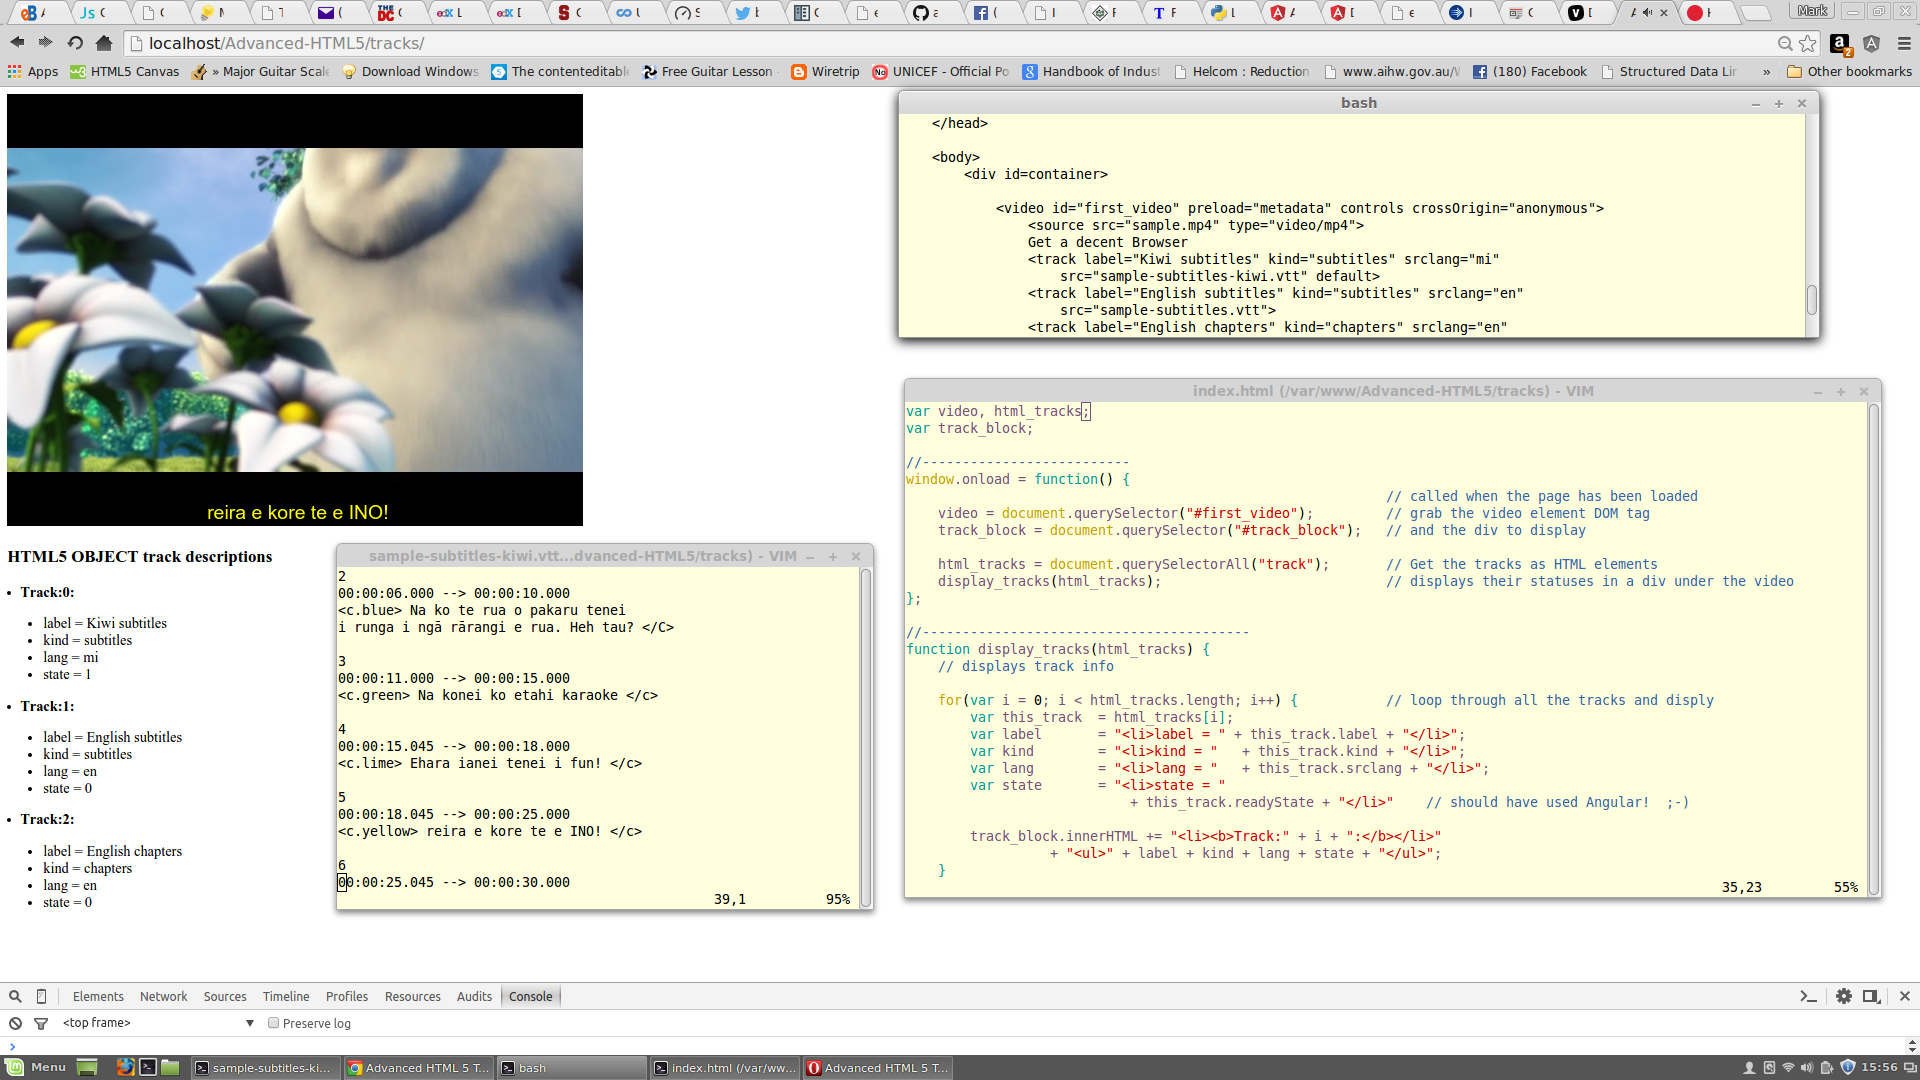 Mark
localhost/Advanced-HTML5/tracks/
Apps HTML5 Canvas » Major Guitar Scale Download Windows The contenteditabl Free Guitar Lesson Wiretrip UNICEF - Official Po Handbook of Indust Helcom : Reduction www.aihw.gov.au/ (180) Facebook Structured Data Lin » Other bookmarks
reira e kore te e INO!
HTML5 OBJECT track descriptions
• Track:0:
• label = Kiwi subtitles
• kind = subtitles
• lang = mi
• state = 1
• Track:1:
• label = English subtitles
• kind = subtitles
• lang = en
• state = 0
• Track:2:
• label = English chapters
• kind = chapters
• lang = en
• state = 0
sample-subtitles-kiwi.vtt...dvanced-HTML5/tracks) - VIM
2
00:00:06.000 --> 00:00:10.000
<c.blue> Na ko te rua o pakaru tenei
i runga i ngā rārangi e rua. Heh tau? </C>
3
00:00:11.000 --> 00:00:15.000
<c.green> Na konei ko etahi karaoke </c>
4
00:00:15.045 --> 00:00:18.000
<c.lime> Ehara ianei tenei i fun! </c>
5
00:00:18.045 --> 00:00:25.000
<c.yellow> reira e kore te e INO! </c>
6
00:00:25.045 --> 00:00:30.000
39,1 95%
bash
</head>
<body>
<div id=container>
<video id="first_video" preload="metadata" controls crossOrigin="anonymous">
<source src="sample.mp4" type="video/mp4">
Get a decent Browser
<track label="Kiwi subtitles" kind="subtitles" srclang="mi"
src="sample-subtitles-kiwi.vtt" default>
<track label="English subtitles" kind="subtitles" srclang="en"
src="sample-subtitles.vtt">
<track label="English chapters" kind="chapters" srclang="en"
index.html (/var/www/Advanced-HTML5/tracks) - VIM
var video, html_tracks;
var track_block;
//--------------------------
window.onload = function() {
// called when the page has been loaded
video = document.querySelector("#first_video"); // grab the video element DOM tag
track_block = document.querySelector("#track_block"); // and the div to display
html_tracks = document.querySelectorAll("track"); // Get the tracks as HTML elements
display_tracks(html_tracks); // displays their statuses in a div under the video
};
//-----------------------------------------
function display_tracks(html_tracks) {
// displays track info
for(var i = 0; i < html_tracks.length; i++) { // loop through all the tracks and disply
var this_track = html_tracks[i];
var label = "<li>label = " + this_track.label + "</li>";
var kind = "<li>kind = " + this_track.kind + "</li>";
var lang = "<li>lang = " + this_track.srclang + "</li>";
var state = "<li>state = "
+ this_track.readyState + "</li>" // should have used Angular! ;-)
track_block.innerHTML += "<li><b>Track:" + i + ":</b></li>"
+ "<ul>" + label + kind + lang + state + "</ul>";
}
35,23 55%
Elements Network Sources Timeline Profiles Resources Audits Console
<top frame> Preserve log
>
Menu sample-subtitles-ki... Advanced HTML 5 T... bash index.html (/var/ww... Advanced HTML 5 T... 15:56